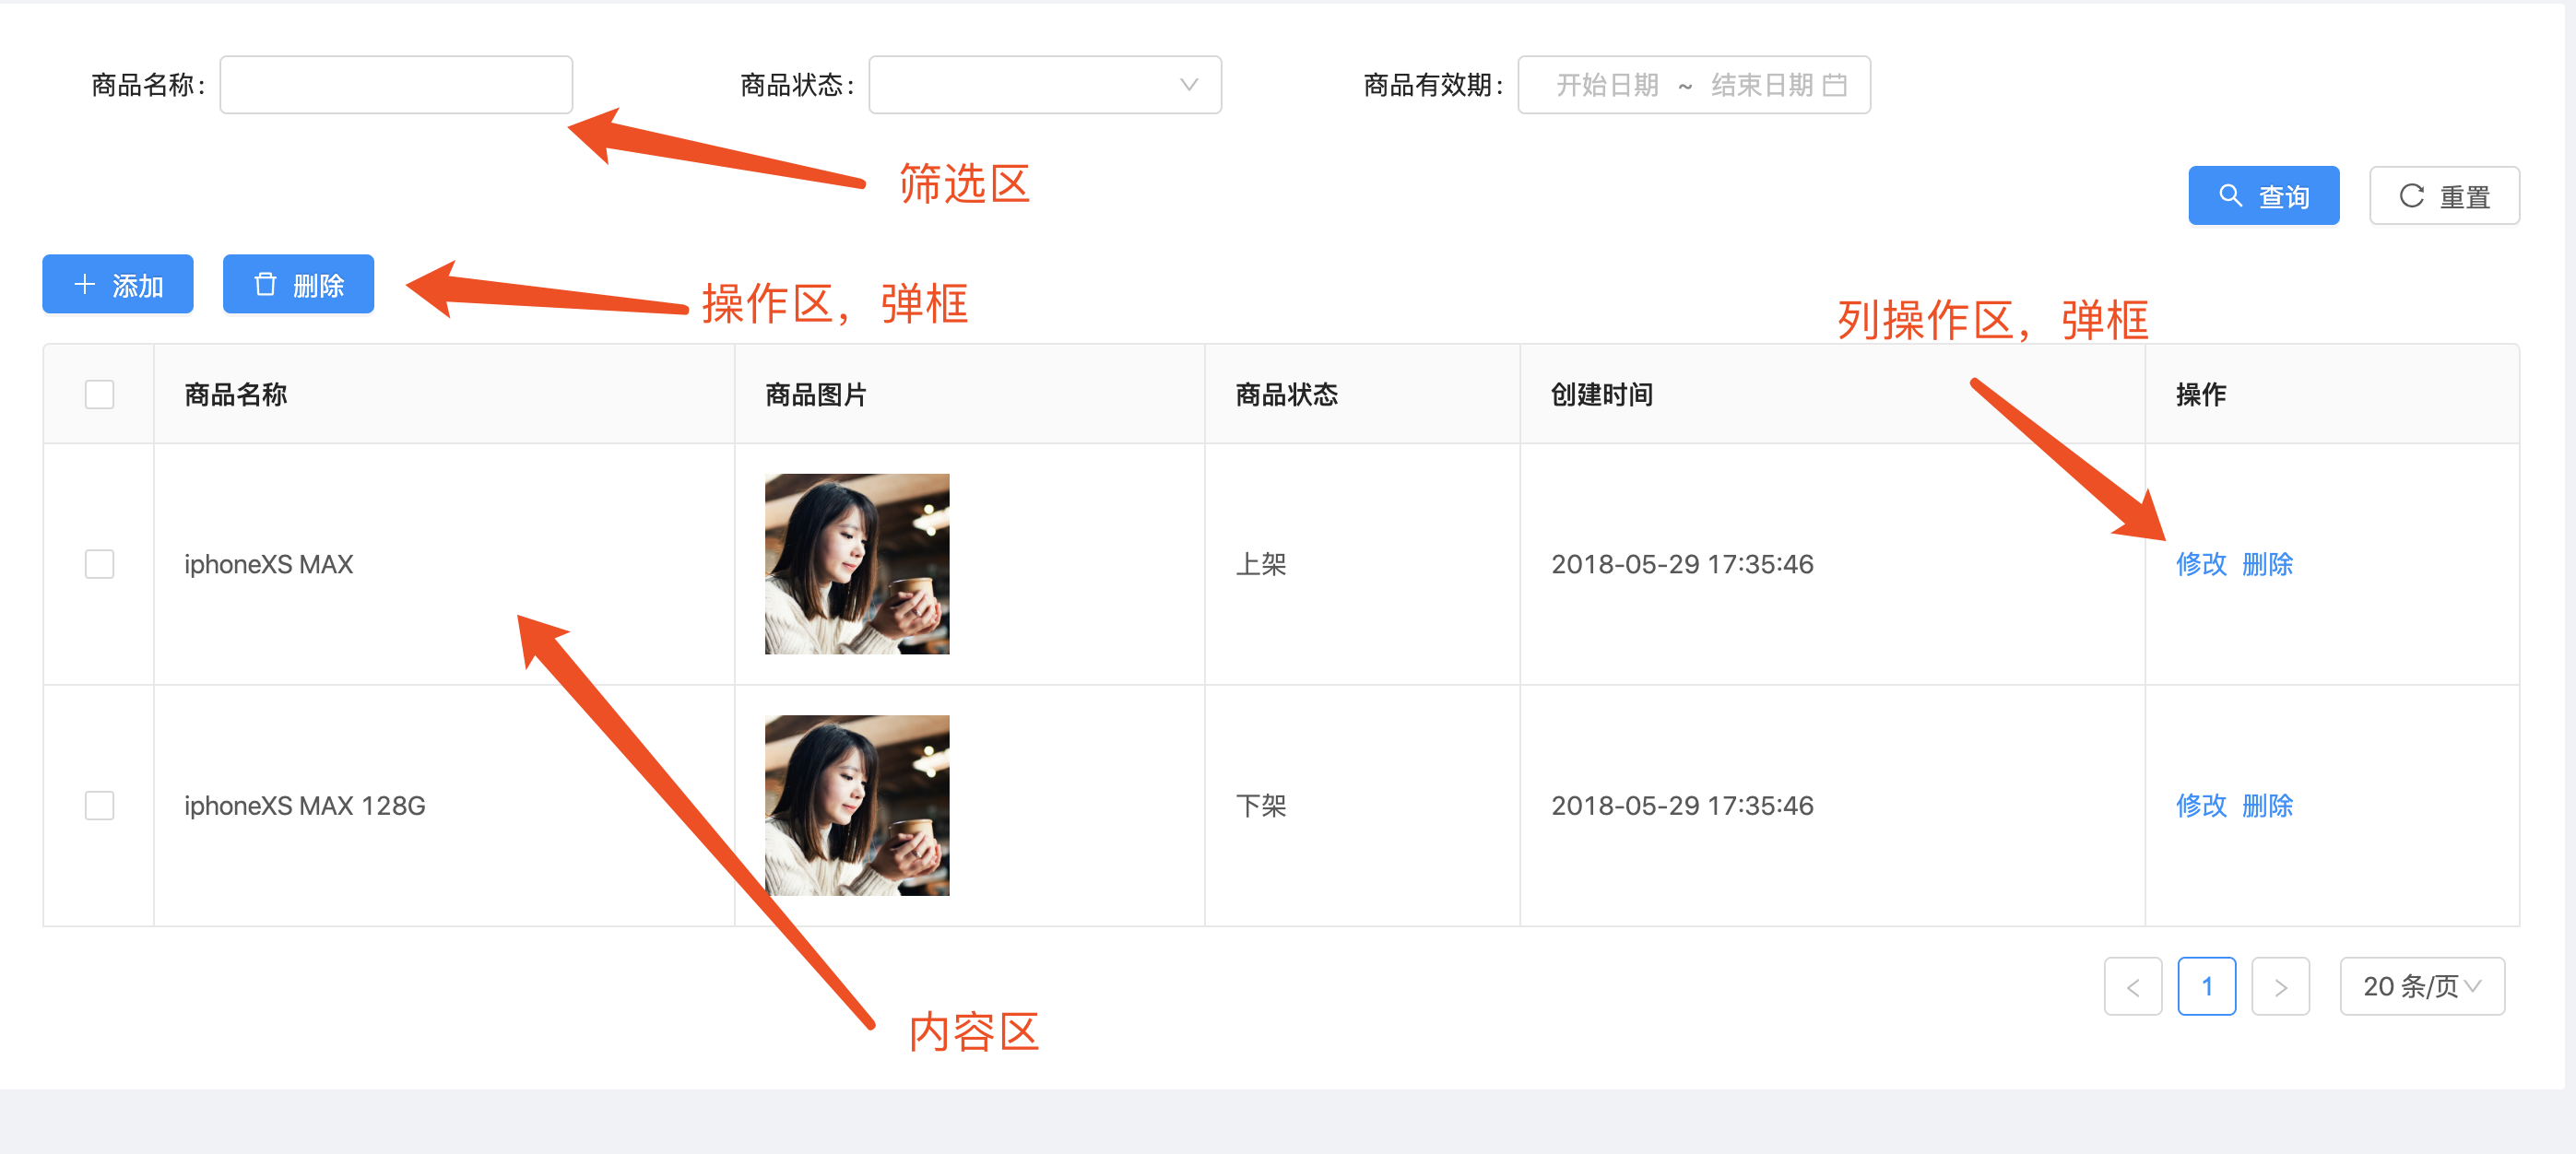 商品名称: 商品状态: 商品有效期: 开始日期 ~ 结束日期
筛选区
查询 重置
添加 删除 操作区，弹框
列操作区，弹框
商品名称 商品图片 商品状态 创建时间 操作
iphoneXS MAX 上架 2018-05-29 17:35:46 修改 删除
iphoneXS MAX 128G 下架 2018-05-29 17:35:46 修改 删除
< 1 > 20 条/页
内容区